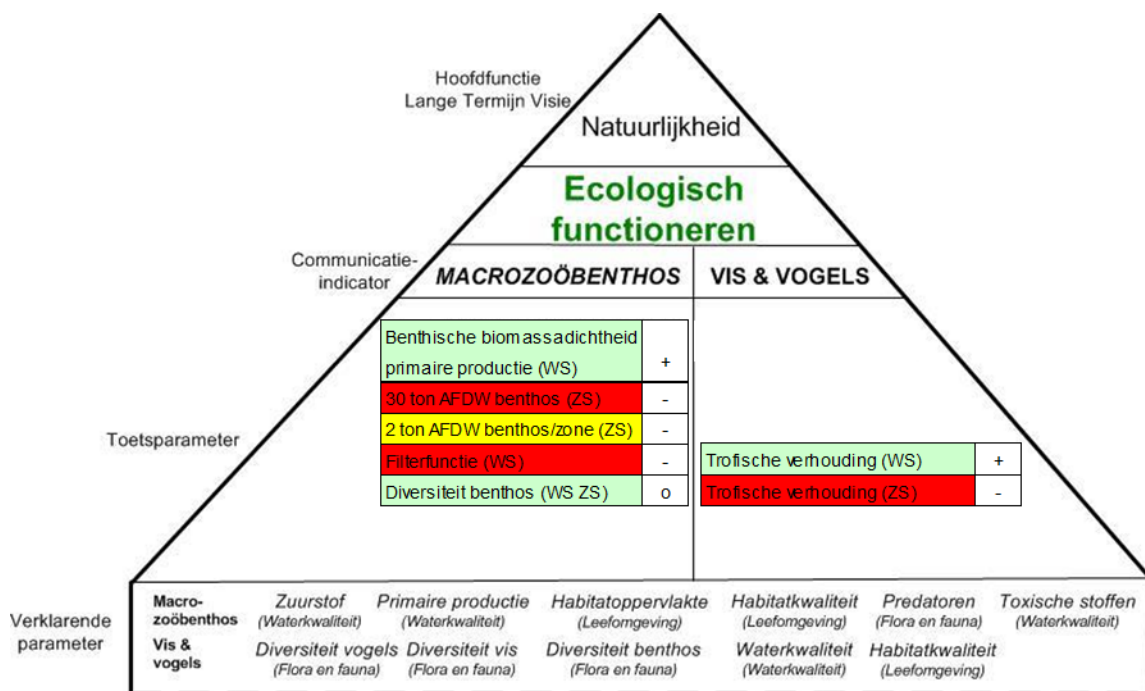 Hoofdfunctie
Lange Termijn Visie
Natuurlijkheid
Ecologisch
functioneren
Communicatie-
indicator
MACROZOÖBENTHOS
VIS & VOGELS
Benthische biomassadichtheid
primaire productie (WS) +
30 ton AFDW benthos (ZS) -
2 ton AFDW benthos/zone (ZS) -
Filterfunctie (WS) -
Diversiteit benthos (WS ZS) o
Toetsparameter
Trofische verhouding (WS) +
Trofische verhouding (ZS) -
Verklarende
parameter
Macro-
zoöbenthos
Zuurstof
(Waterkwaliteit)
Primaire productie
(Waterkwaliteit)
Habitatoppervlakte
(Leefomgeving)
Habitatkwaliteit
(Leefomgeving)
Predatoren
(Flora en fauna)
Toxische stoffen
(Waterkwaliteit)
Vis &
vogels
Diversiteit vogels
(Flora en fauna)
Diversiteit vis
(Flora en fauna)
Diversiteit benthos
(Flora en fauna)
Waterkwaliteit
(Waterkwaliteit)
Habitatkwaliteit
(Leefomgeving)